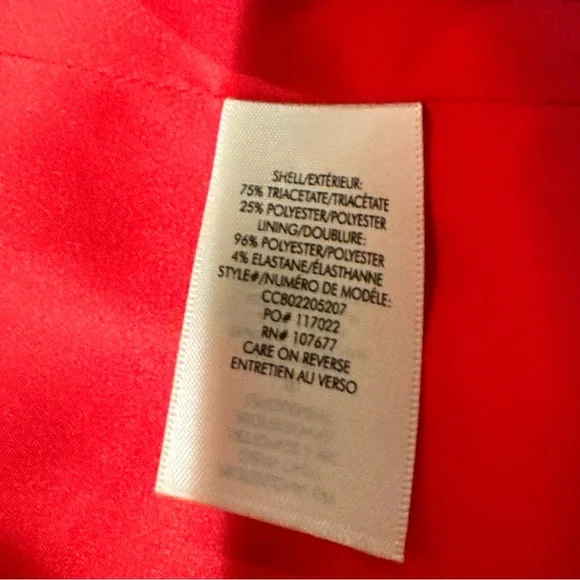 SHELL/EXTÉRIEUR:
75% TRIACETATE/TRIACÉTATE
25% POLYESTER/POLYESTER
LINING/DOUBLURE:
96% POLYESTER/POLYESTER
4% ELASTANE/ÉLASTHANNE
STYLE#/NUMÉRO DE MODÈLE:
CCB02205207
PO# 117022
RN# 107677
CARE ON REVERSE
ENTRETIEN AU VERSO